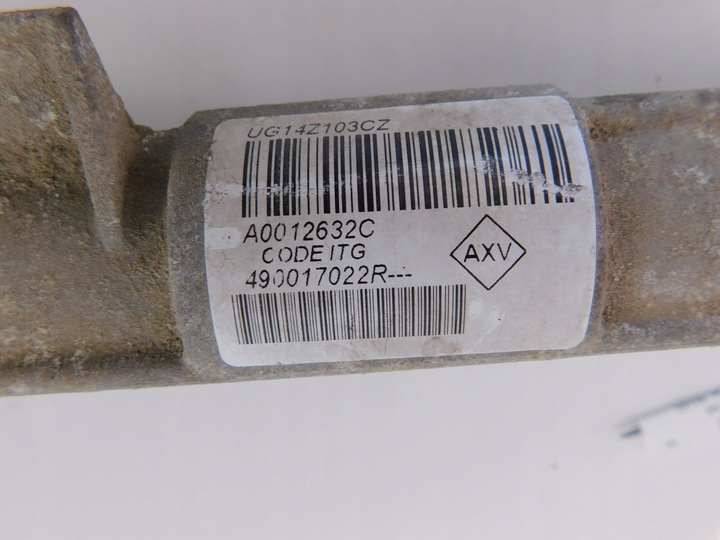 UG14Z103CZ
A0012632C
CODE ITG
490017022R---
AXV